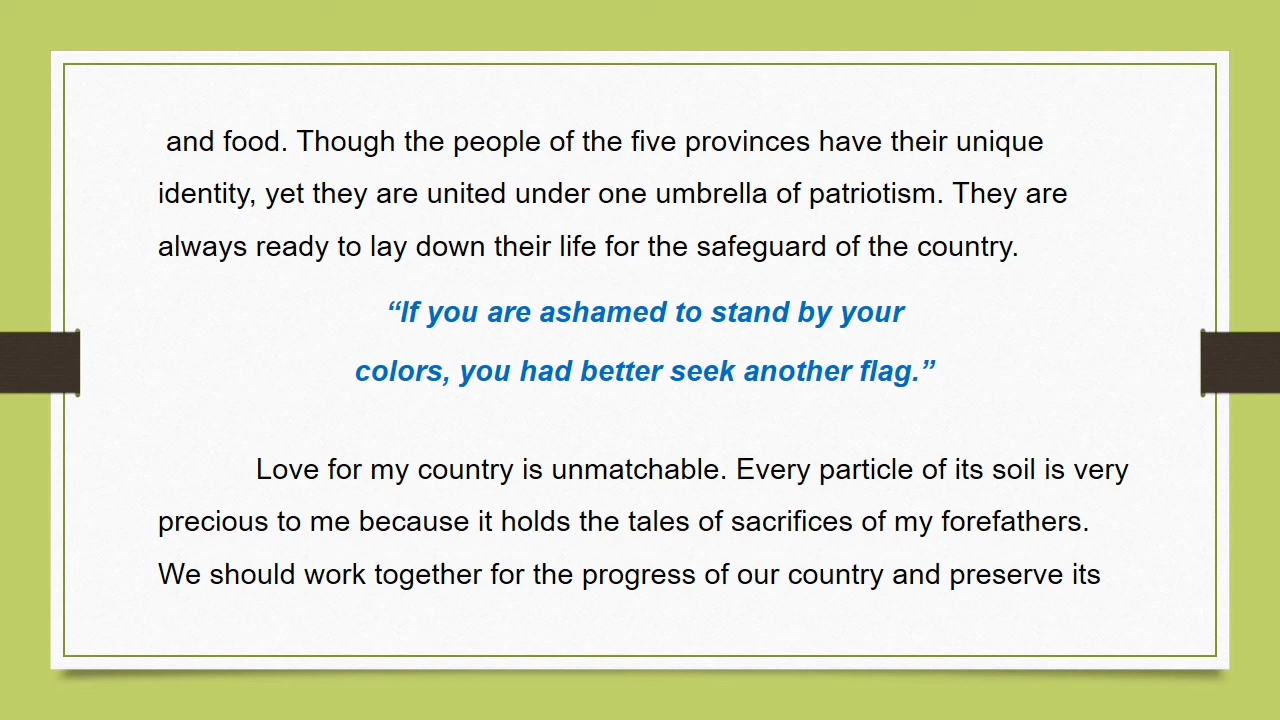 and food. Though the people of the five provinces have their unique
identity, yet they are united under one umbrella of patriotism. They are
always ready to lay down their life for the safeguard of the country.
“If you are ashamed to stand by your
colors, you had better seek another flag.”
Love for my country is unmatchable. Every particle of its soil is very
precious to me because it holds the tales of sacrifices of my forefathers.
We should work together for the progress of our country and preserve its